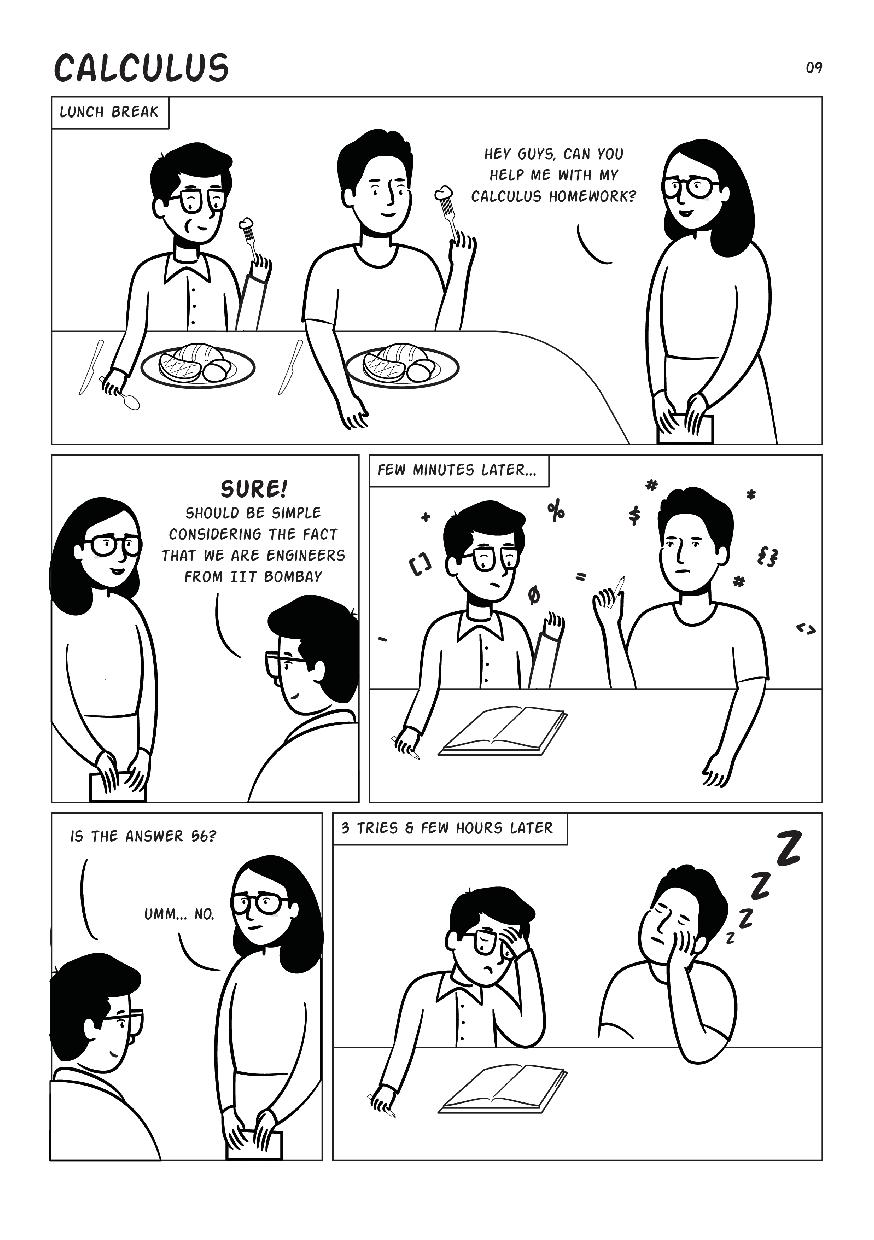 CALCULUS
09
LUNCH BREAK
HEY GUYS, CAN YOU
HELP ME WITH MY
CALCULUS HOMEWORK?
SURE!
SHOULD BE SIMPLE
CONSIDERING THE FACT
THAT WE ARE ENGINEERS
FROM IIT BOMBAY
FEW MINUTES LATER...
+ % # $ *
[] {} #
Ø = <>
-
IS THE ANSWER 56?
UMM... NO.
3 TRIES & FEW HOURS LATER
Z
Z
Z
Z